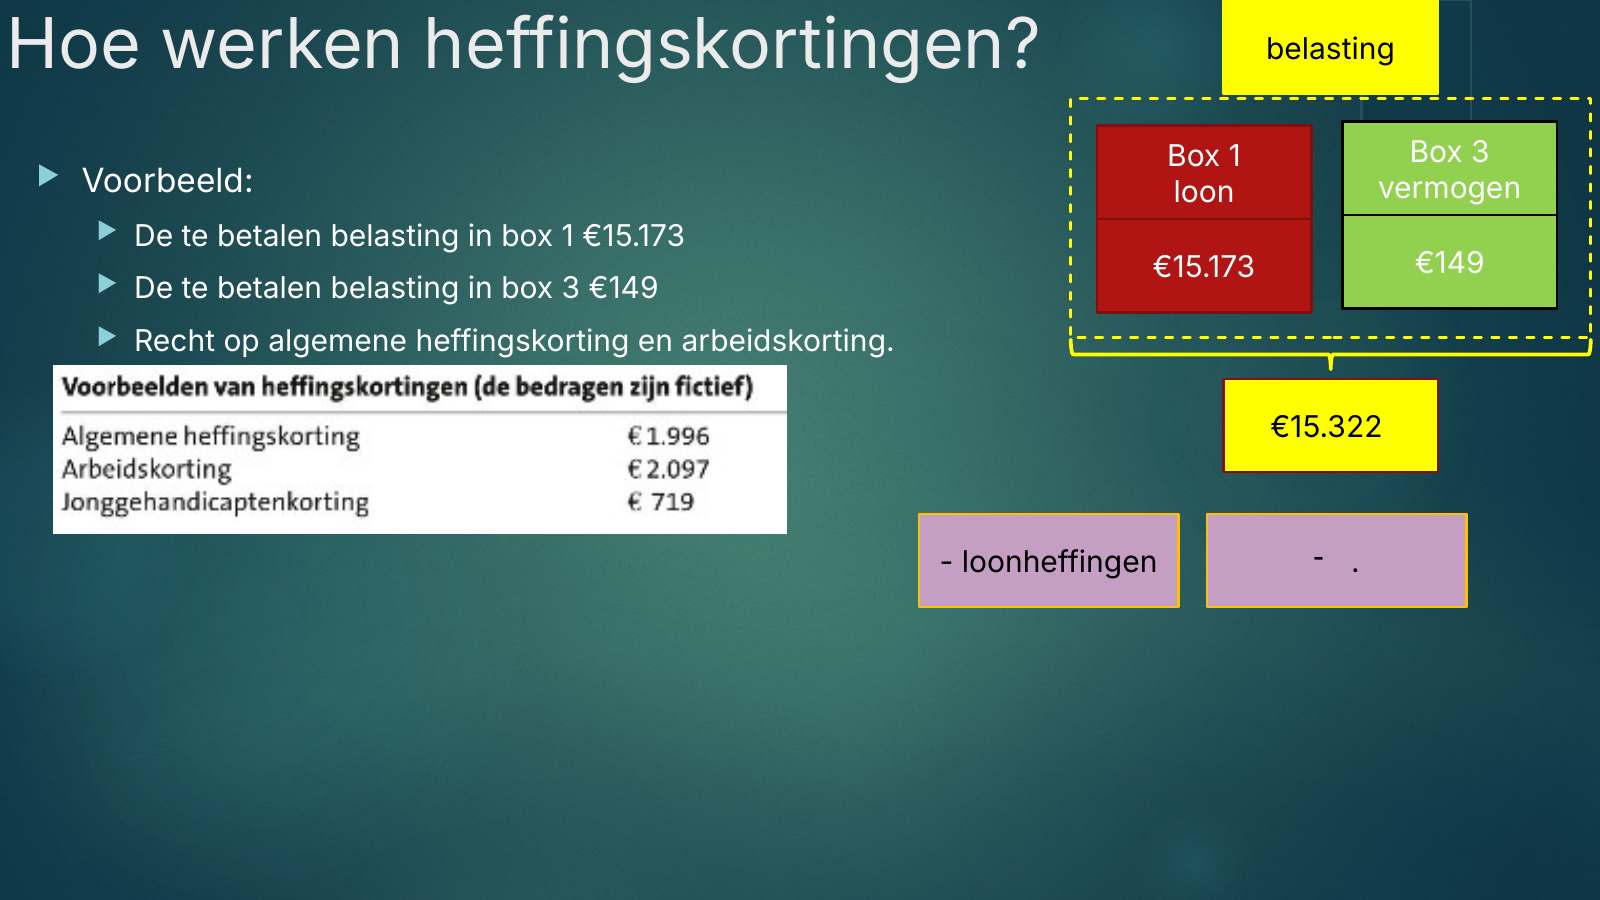 Hoe werken heffingskortingen?
belasting
Voorbeeld:
De te betalen belasting in box 1 €15.173
De te betalen belasting in box 3 €149
Recht op algemene heffingskorting en arbeidskorting.
Box 1
loon
€15.173
Box 3
vermogen
€149
Voorbeelden van heffingskortingen (de bedragen zijn fictief)
Algemene heffingskorting € 1.996
Arbeidskorting € 2.097
Jonggehandicaptenkorting € 719
€15.322
- loonheffingen
- .